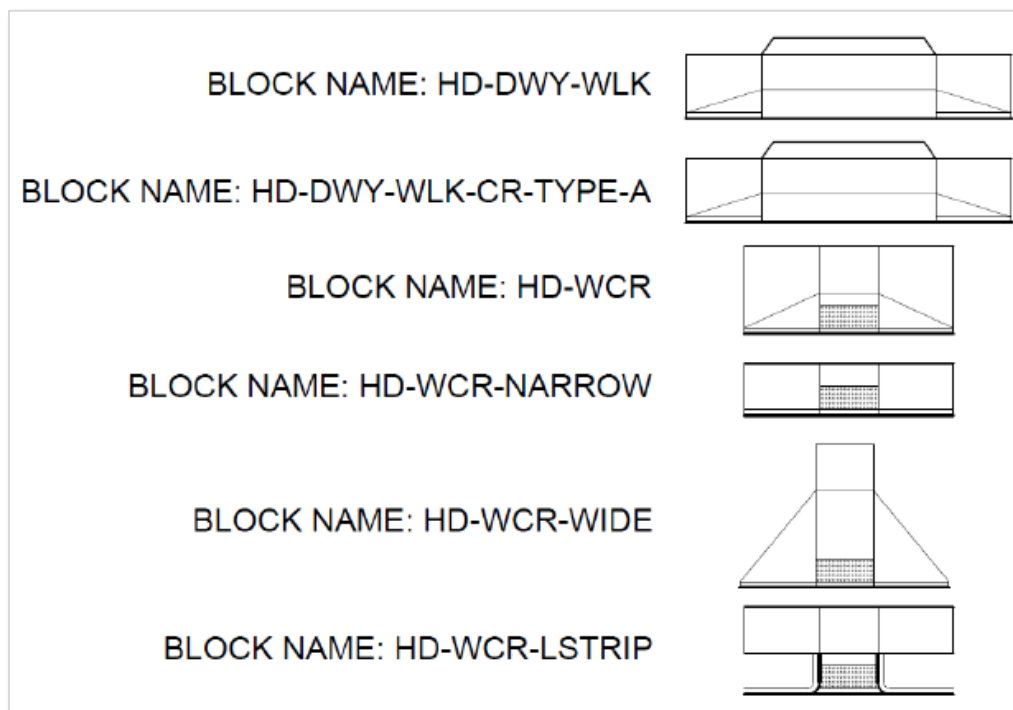 BLOCK NAME: HD-DWY-WLK
BLOCK NAME: HD-DWY-WLK-CR-TYPE-A
BLOCK NAME: HD-WCR
BLOCK NAME: HD-WCR-NARROW
BLOCK NAME: HD-WCR-WIDE
BLOCK NAME: HD-WCR-LSTRIP